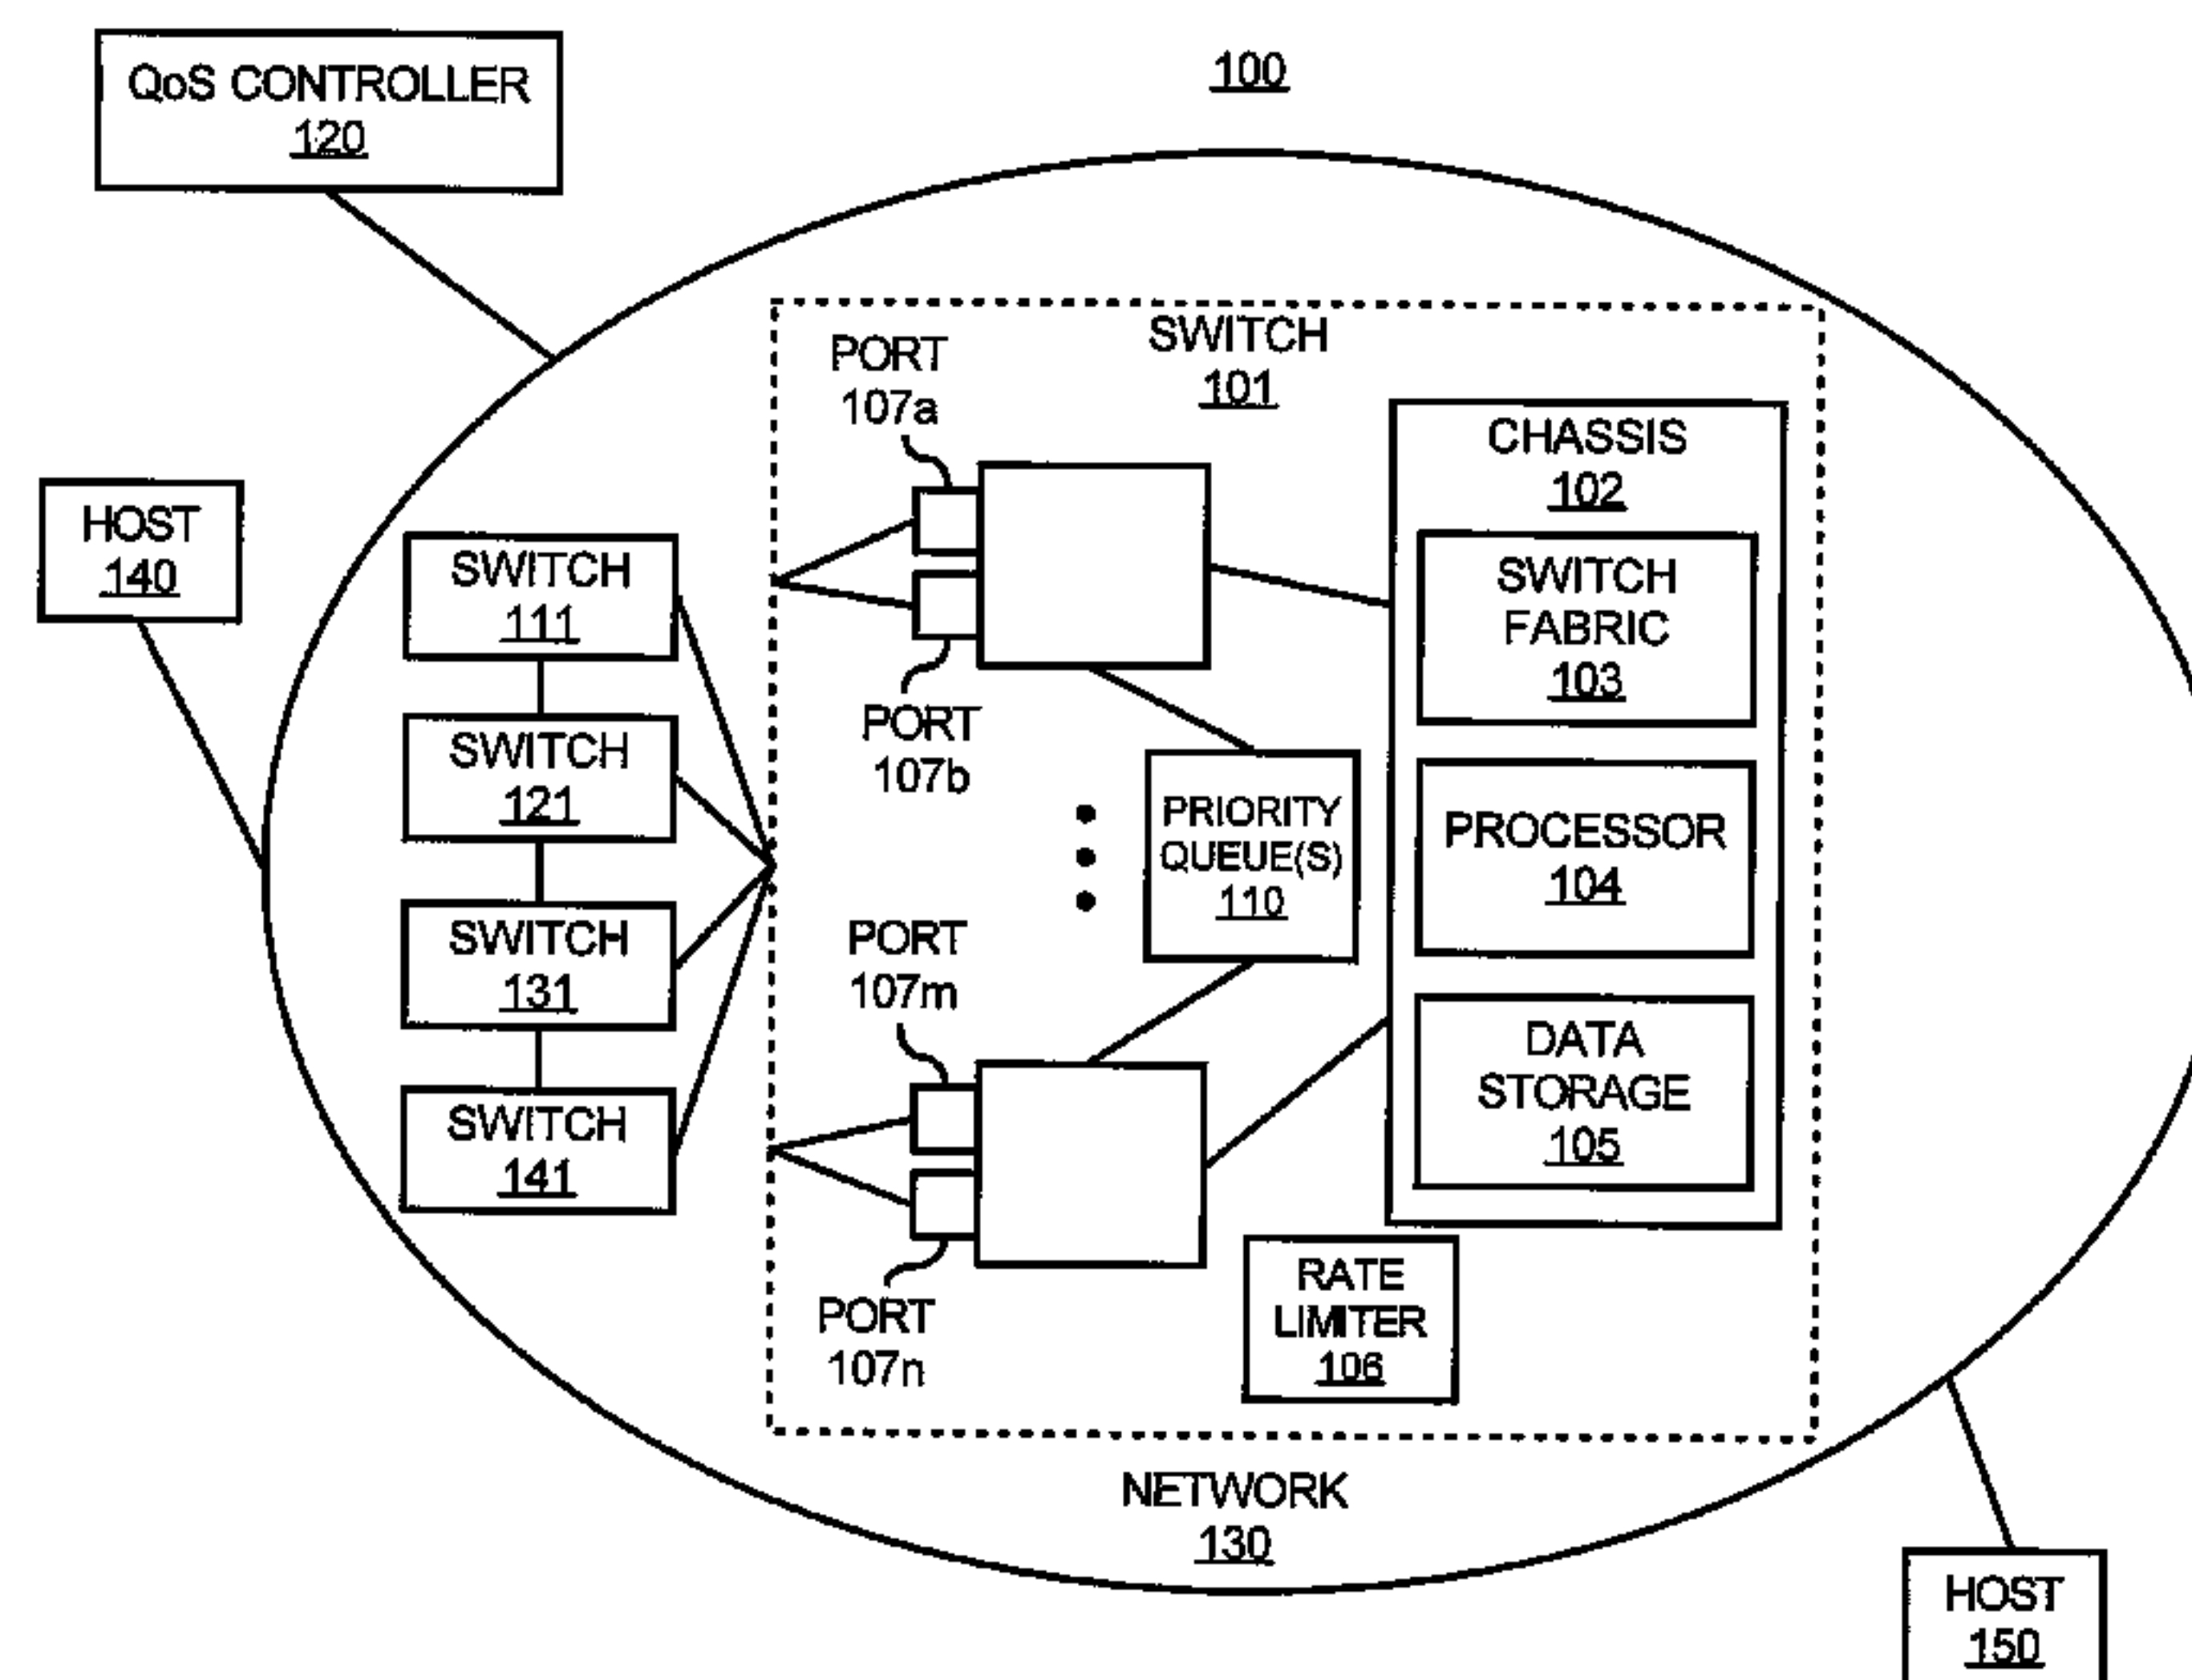 QoS CONTROLLER
120
100
HOST
140
SWITCH
111
SWITCH
121
SWITCH
131
SWITCH
141
SWITCH
101
PORT
107a
PORT
107b
PORT
107m
PORT
107n
PRIORITY
QUEUE(S)
110
CHASSIS
102
SWITCH
FABRIC
103
PROCESSOR
104
DATA
STORAGE
105
RATE
LIMITER
106
NETWORK
130
HOST
150